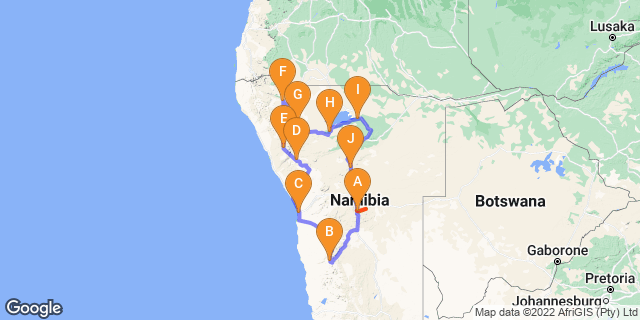 Lusaka
F
G
I
H
E
D
J
A
C
Namibia
Botswana
B
Gaborone
Pretoria
Johannesburg
Google
Map data ©2022 AfriGIS (Pty) Ltd